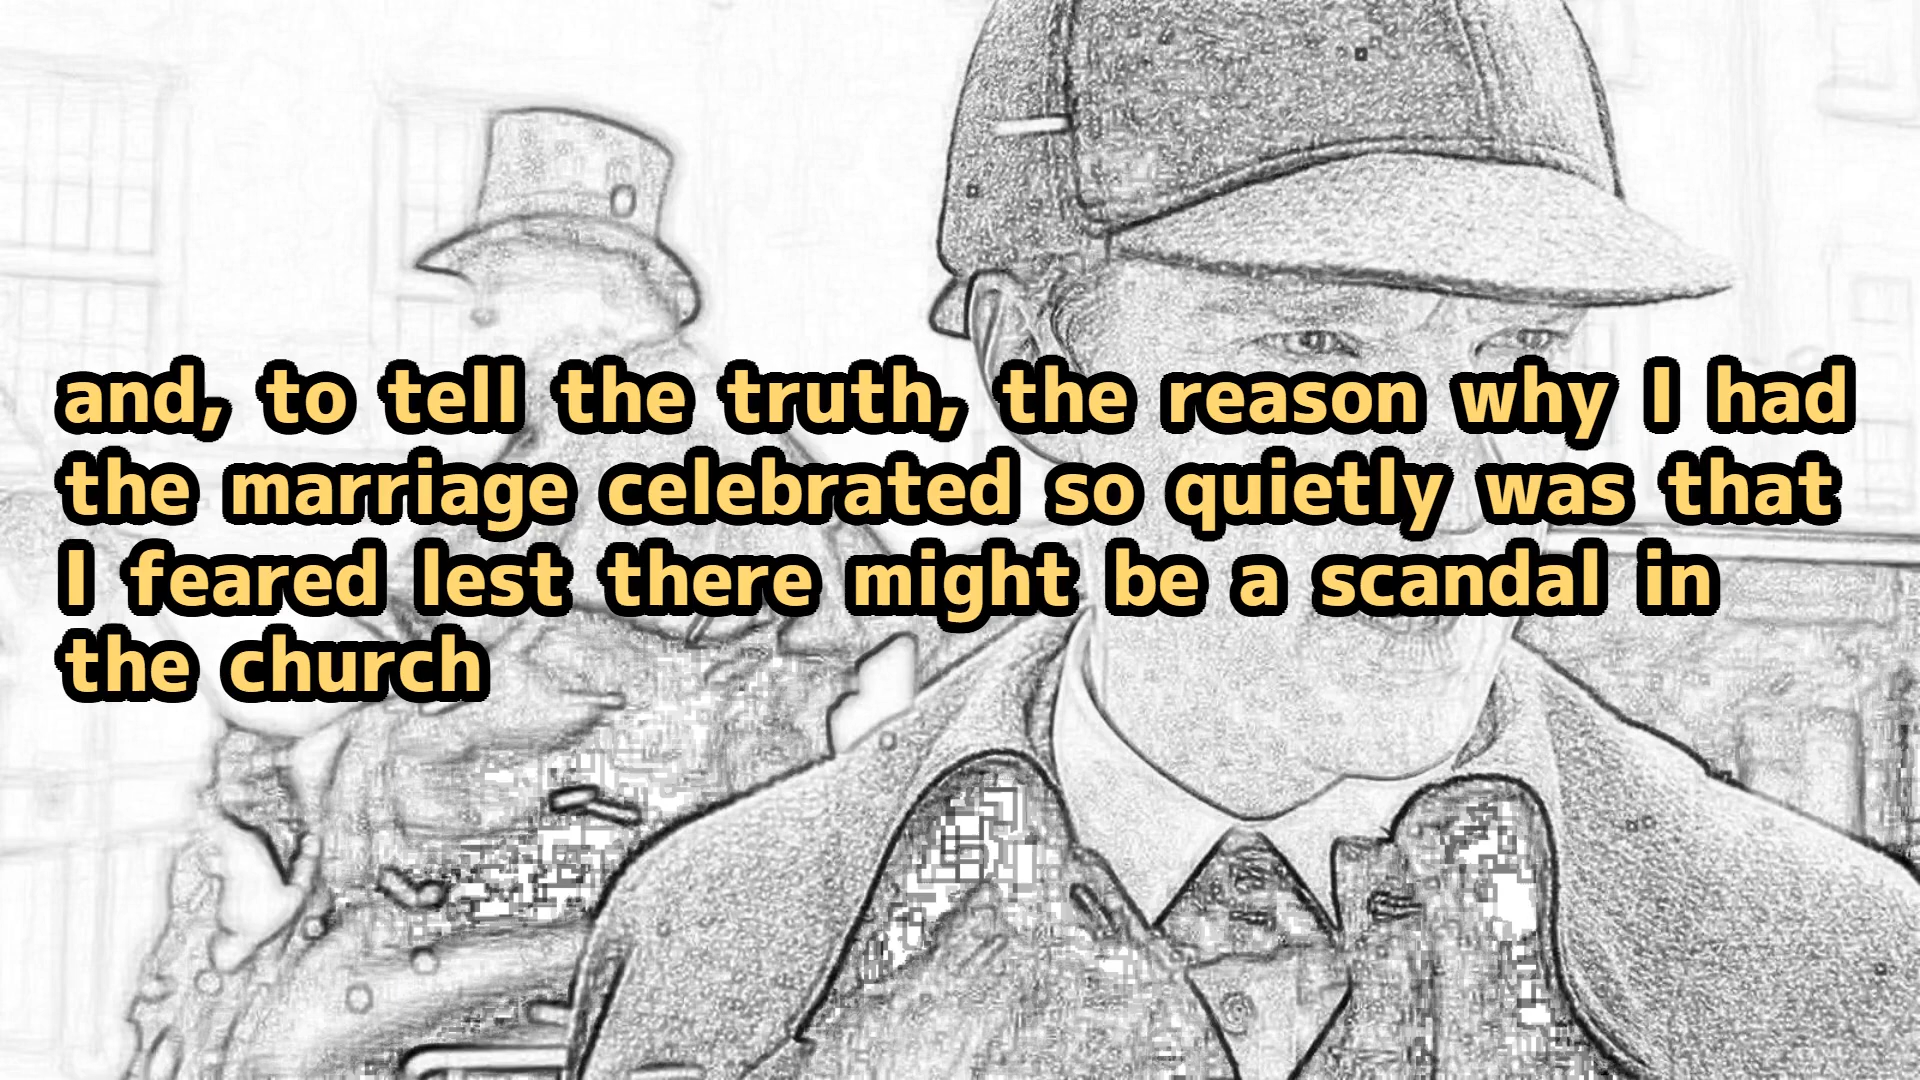 and, to tell the truth, the reason why I had
the marriage celebrated so quietly was that
I feared lest there might be a scandal in
the church